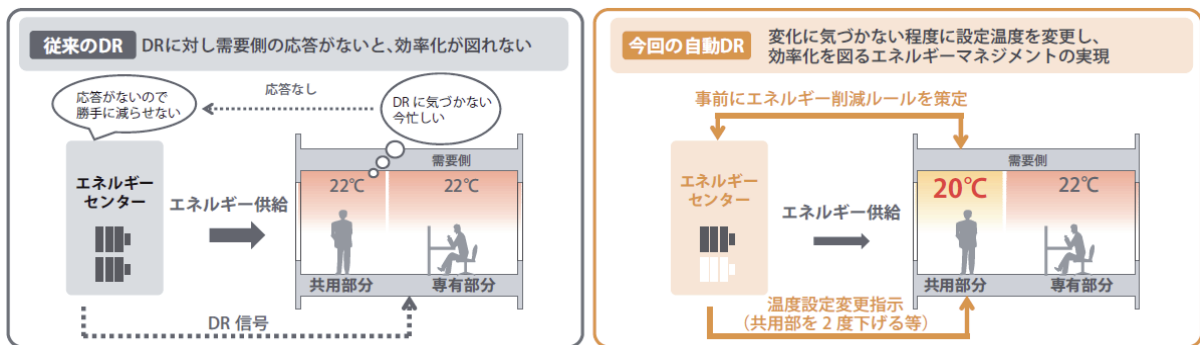 従来のDR
DRに対し需要側の応答がないと、効率化が図れない
応答がないので
勝手に減らせない
応答なし
DRに気づかない
今忙しい
エネルギー
センター
エネルギー供給
需要側
22℃
22℃
共用部分
専有部分
DR 信号
今回の自動DR
変化に気づかない程度に設定温度を変更し、
効率化を図るエネルギーマネジメントの実現
事前にエネルギー削減ルールを策定
エネルギー
センター
エネルギー供給
需要側
20℃
22℃
共用部分
専有部分
温度設定変更指示
（共用部を2度下げる等）